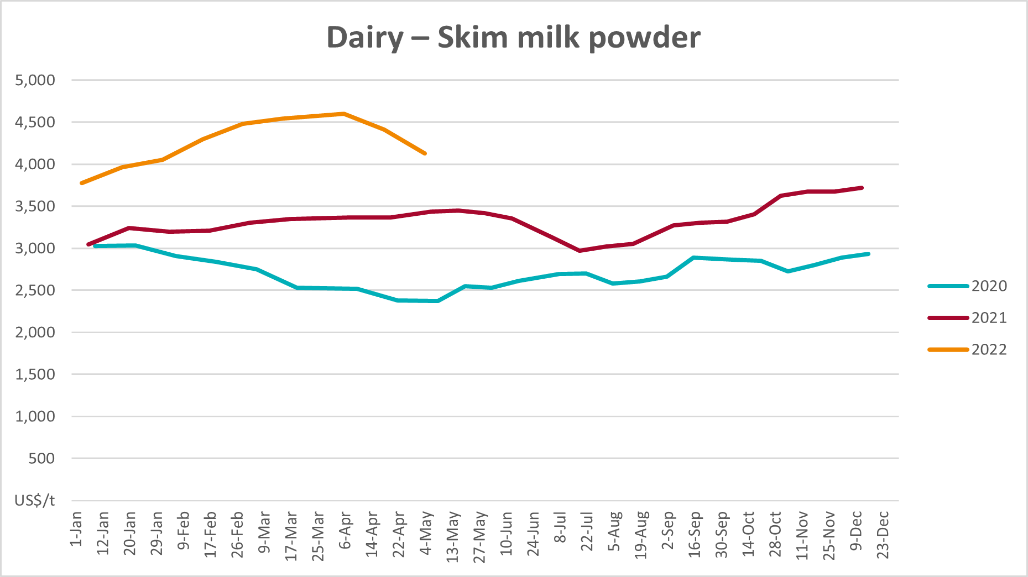 Dairy – Skim milk powder
5,000
4,500
4,000
3,500
3,000
2,500
2,000
1,500
1,000
500
US$/t
1-Jan
12-Jan
20-Jan
29-Jan
9-Feb
17-Feb
26-Feb
9-Mar
17-Mar
25-Mar
6-Apr
14-Apr
22-Apr
4-May
13-May
27-May
10-Jun
24-Jun
8-Jul
22-Jul
5-Aug
19-Aug
2-Sep
16-Sep
30-Sep
14-Oct
28-Oct
11-Nov
25-Nov
9-Dec
23-Dec
2020
2021
2022